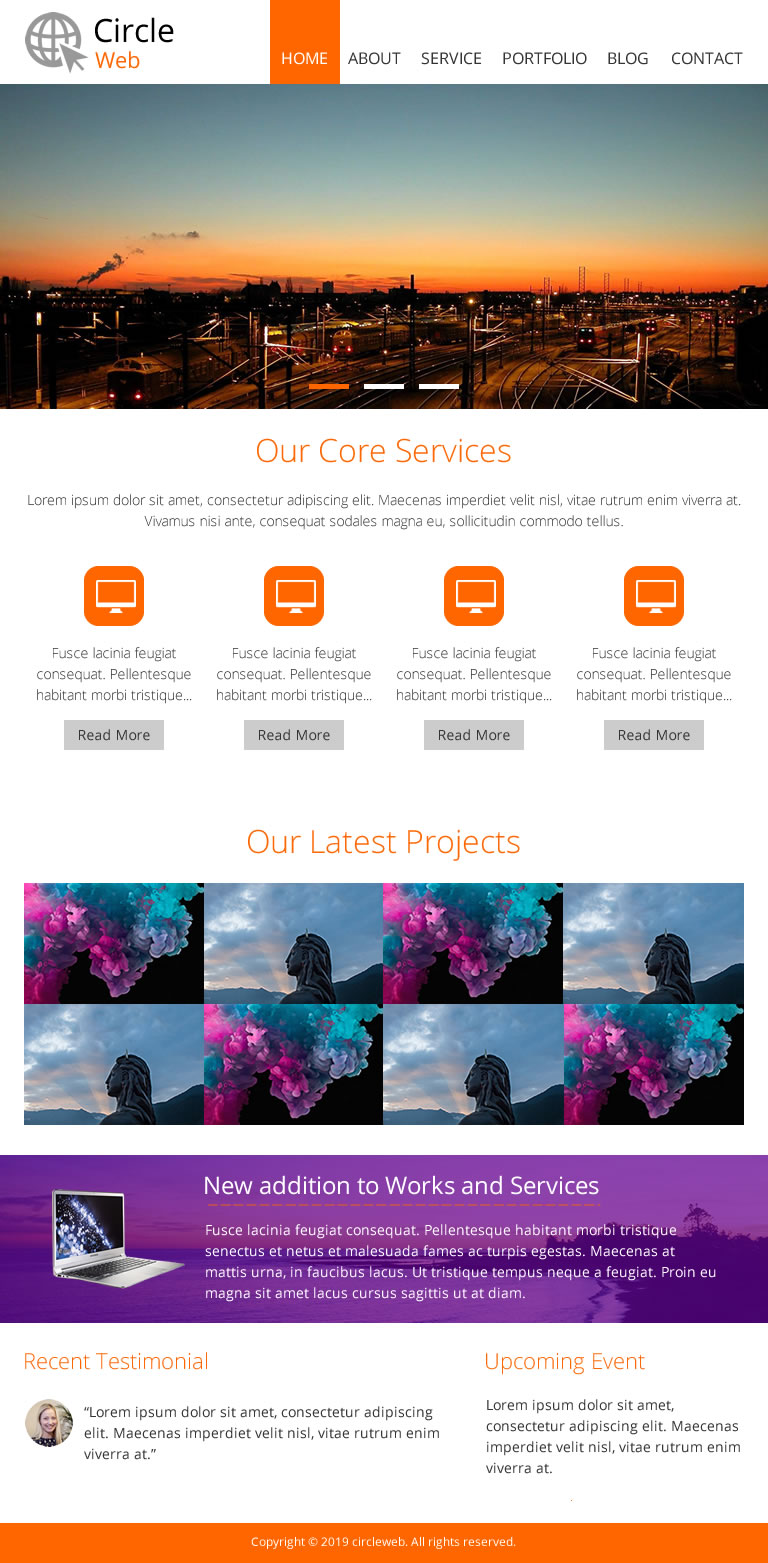 Circle
Web
HOME ABOUT SERVICE PORTFOLIO BLOG CONTACT
Our Core Services
Lorem ipsum dolor sit amet, consectetur adipiscing elit. Maecenas imperdiet velit nisl, vitae rutrum enim viverra at.
Vivamus nisi ante, consequat sodales magna eu, sollicitudin commodo tellus.
Fusce lacinia feugiat
consequat. Pellentesque
habitant morbi tristique...
Read More
Fusce lacinia feugiat
consequat. Pellentesque
habitant morbi tristique...
Read More
Fusce lacinia feugiat
consequat. Pellentesque
habitant morbi tristique...
Read More
Fusce lacinia feugiat
consequat. Pellentesque
habitant morbi tristique...
Read More
Our Latest Projects
New addition to Works and Services
Fusce lacinia feugiat consequat. Pellentesque habitant morbi tristique
senectus et netus et malesuada fames ac turpis egestas. Maecenas at
mattis urna, in faucibus lacus. Ut tristique tempus neque a feugiat. Proin eu
magna sit amet lacus cursus sagittis ut at diam.
Recent Testimonial
“Lorem ipsum dolor sit amet, consectetur adipiscing
elit. Maecenas imperdiet velit nisl, vitae rutrum enim
viverra at.”
Upcoming Event
Lorem ipsum dolor sit amet,
consectetur adipiscing elit. Maecenas
imperdiet velit nisl, vitae rutrum enim
viverra at.
Copyright © 2019 circleweb. All rights reserved.